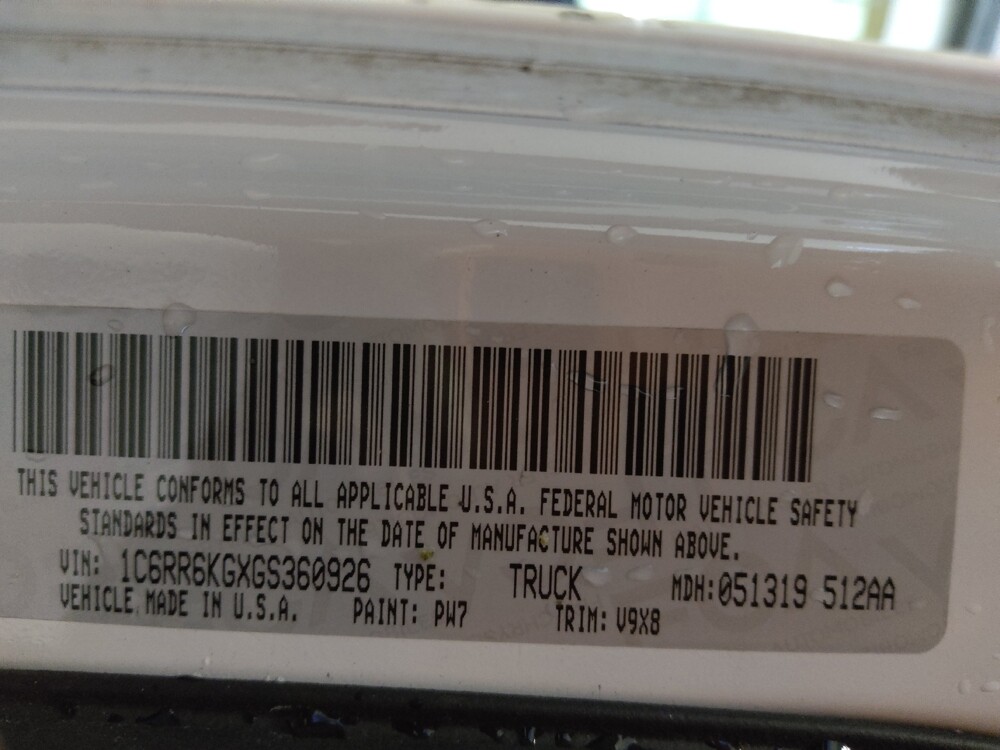 THIS VEHICLE CONFORMS TO ALL APPLICABLE U.S.A. FEDERAL MOTOR VEHICLE SAFETY
STANDARDS IN EFFECT ON THE DATE OF MANUFACTURE SHOWN ABOVE.
VIN: 1C6RR6KGXGS360926 TYPE: TRUCK MDH:051319 512AA
VEHICLE MADE IN U.S.A. PAINT: PW7 TRIM: V9X8